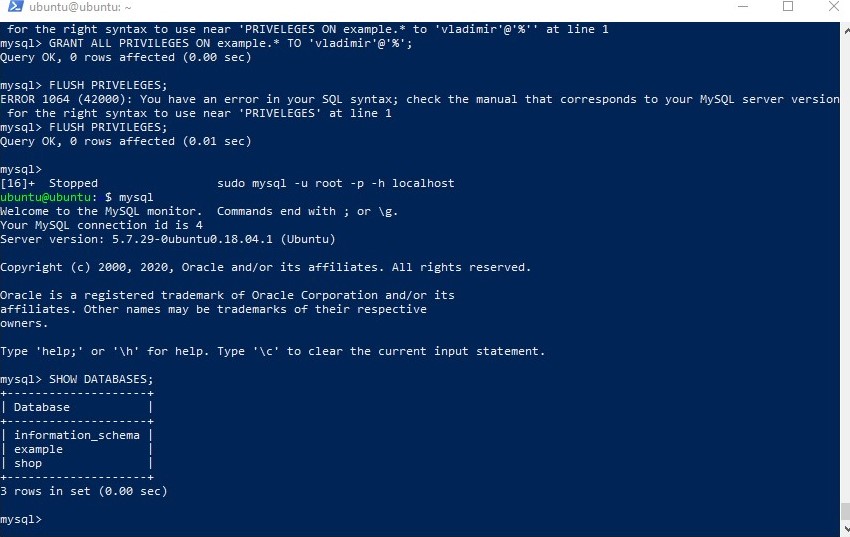 ubuntu@ubuntu: ~
for the right syntax to use near 'PRIVELEGES ON example.* to 'vladimir'@'%'' at line 1
mysql> GRANT ALL PRIVILEGES ON example.* TO 'vladimir'@'%';
Query OK, 0 rows affected (0.00 sec)
mysql> FLUSH PRIVELEGES;
ERROR 1064 (42000): You have an error in your SQL syntax; check the manual that corresponds to your MySQL server version
for the right syntax to use near 'PRIVELEGES' at line 1
mysql> FLUSH PRIVILEGES;
Query OK, 0 rows affected (0.01 sec)
mysql>
[16]+  Stopped                 sudo mysql -u root -p -h localhost
ubuntu@ubuntu: $ mysql
Welcome to the MySQL monitor.  Commands end with ; or \g.
Your MySQL connection id is 4
Server version: 5.7.29-0ubuntu0.18.04.1 (Ubuntu)
Copyright (c) 2000, 2020, Oracle and/or its affiliates. All rights reserved.
Oracle is a registered trademark of Oracle Corporation and/or its
affiliates. Other names may be trademarks of their respective
owners.
Type 'help;' or '\h' for help. Type '\c' to clear the current input statement.
mysql> SHOW DATABASES;
+--------------------+
| Database           |
+--------------------+
| information_schema |
| example            |
| shop               |
+--------------------+
3 rows in set (0.00 sec)
mysql>